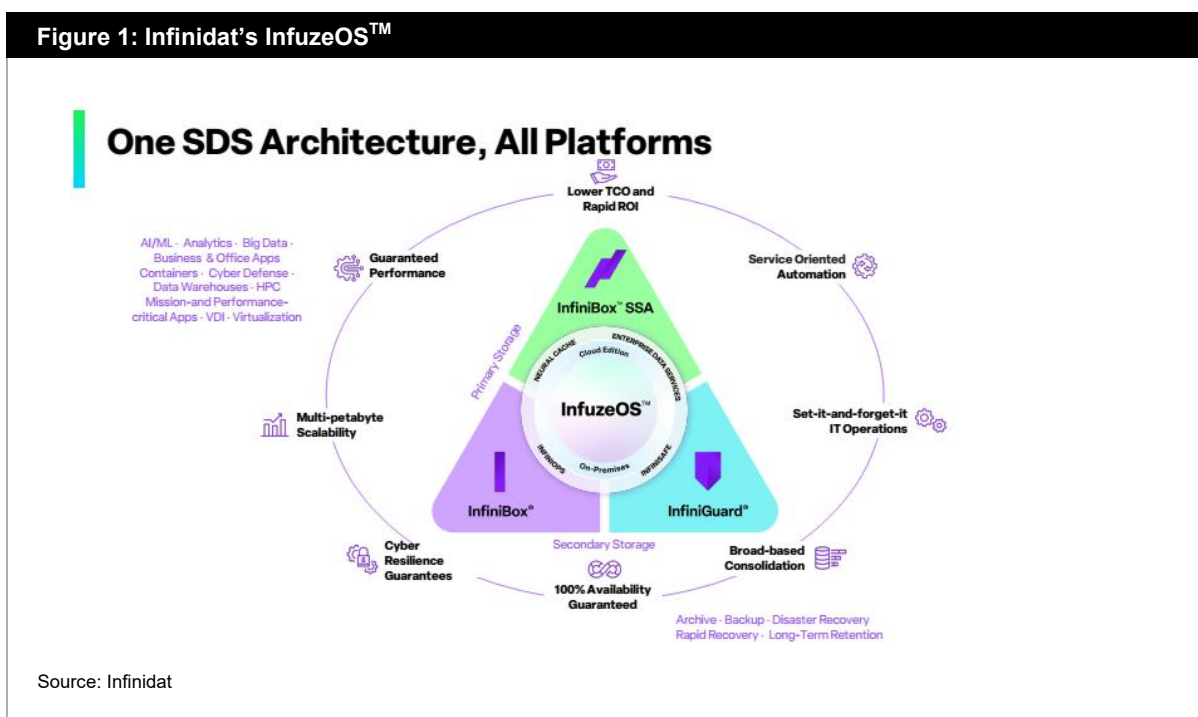 Figure 1: Infinidat's InfuzeOS™
One SDS Architecture, All Platforms
Lower TCO and
Rapid ROI
AI/ML · Analytics · Big Data ·
Business & Office Apps
Containers · Cyber Defense ·
Data Warehouses · HPC
Mission-and Performance-
critical Apps · VDI · Virtualization
Guaranteed
Performance
Service Oriented
Automation
InfiniBox™ SSA
Primary Storage
NEURAL CACHE
Cloud Edition
ENTERPRISE DATA SERVICES
InfuzeOS™
Multi-petabyte
Scalability
Set-it-and-forget-it
IT Operations
INFINIOPS
On-Premises
INFINISAFE
InfiniBox®
InfiniGuard®
Secondary Storage
Cyber
Resilience
Guarantees
Broad-based
Consolidation
100% Availability
Guaranteed
Archive · Backup · Disaster Recovery
Rapid Recovery · Long-Term Retention
Source: Infinidat